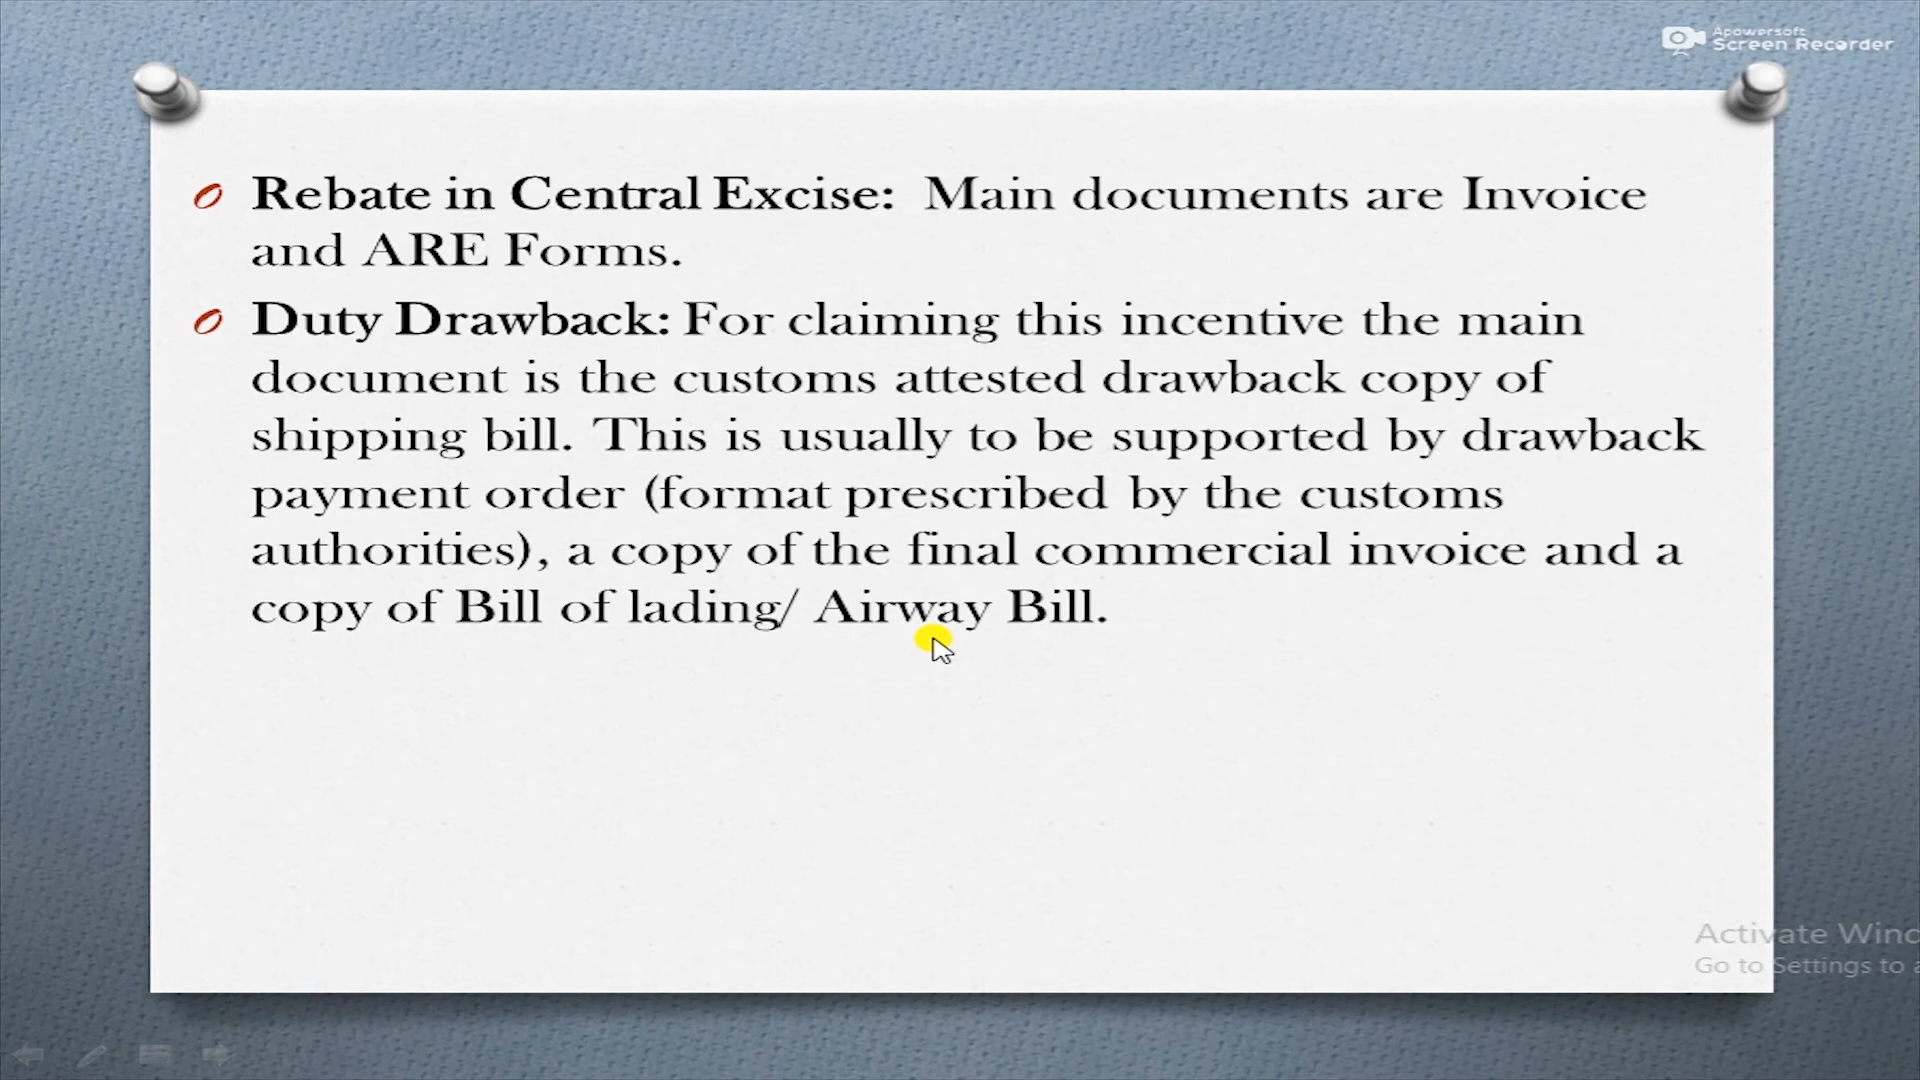 Apowersoft
Screen Recorder
Rebate in Central Excise: Main documents are Invoice
and ARE Forms.
Duty Drawback: For claiming this incentive the main
document is the customs attested drawback copy of
shipping bill. This is usually to be supported by drawback
payment order (format prescribed by the customs
authorities), a copy of the final commercial invoice and a
copy of Bill of lading/ Airway Bill.
Activate Wind
Go to Settings to a